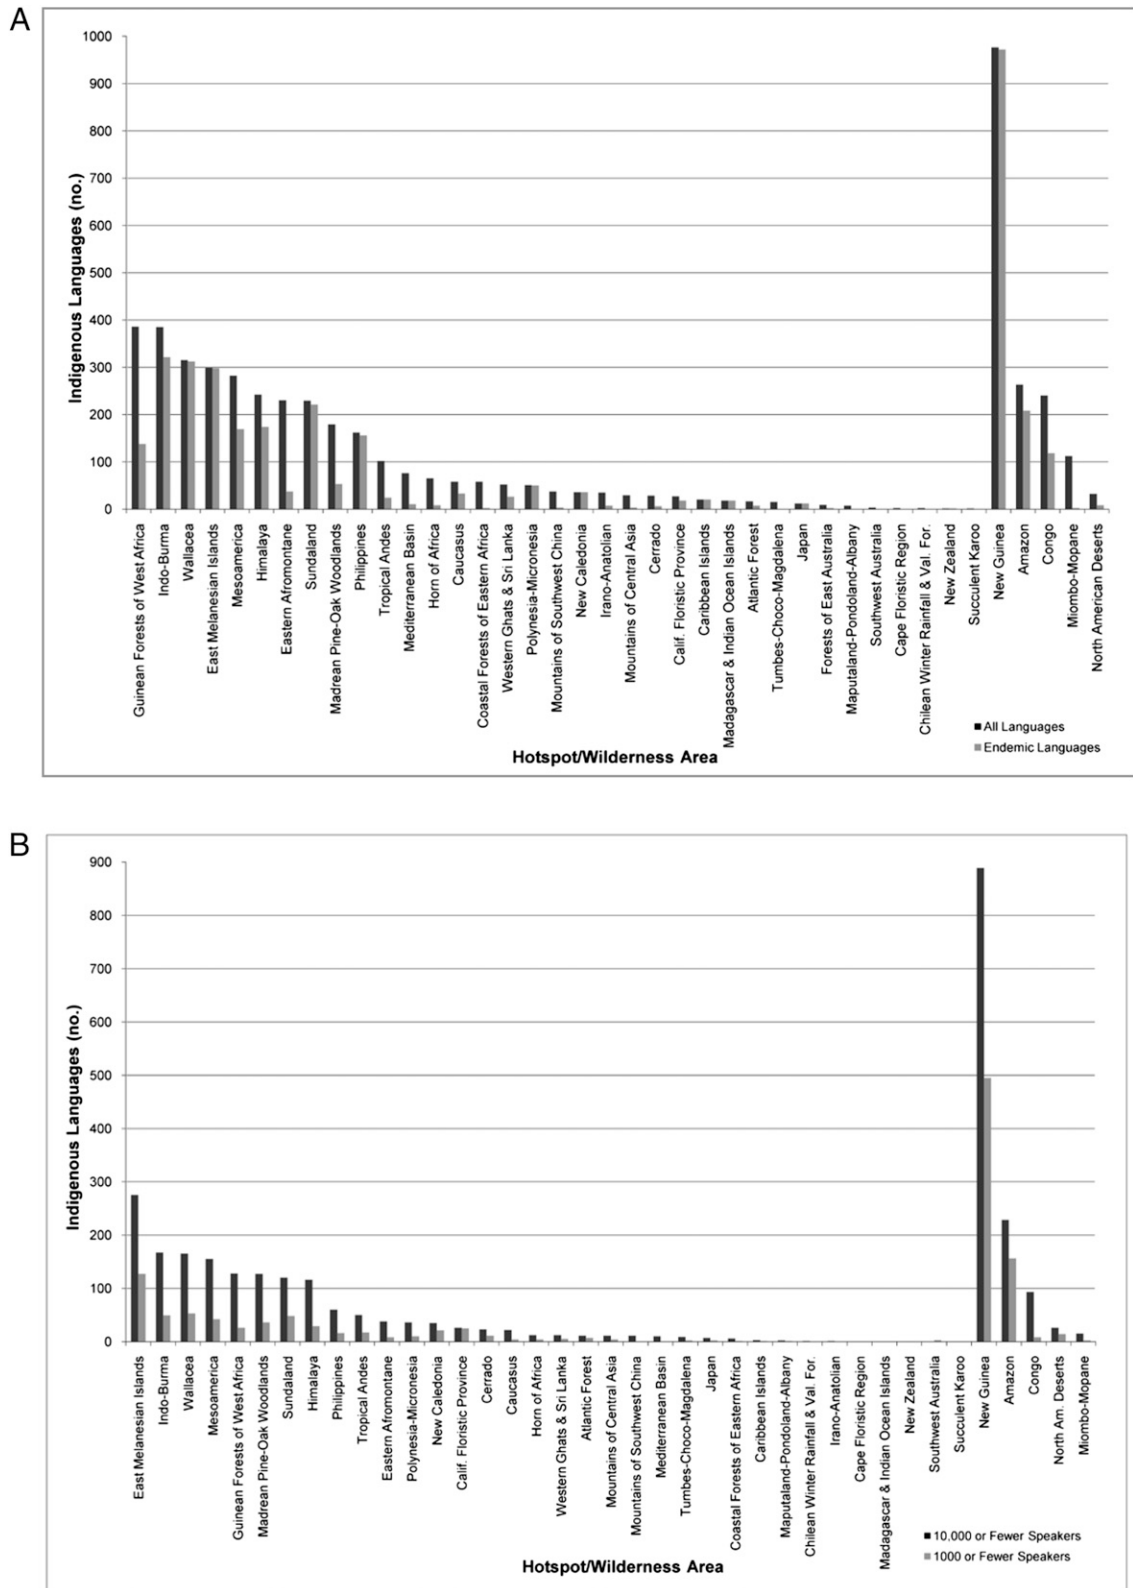 A
1000
900
800
700
600
500
400
300
200
100
0
Indigenous Languages (no.)
Guinean Forests of West Africa
Indo-Burma
Wallacea
East Melanesian Islands
Mesoamerica
Himalaya
Eastern Afromontane
Sundaland
Madrean Pine-Oak Woodlands
Philippines
Tropical Andes
Mediterranean Basin
Horn of Africa
Caucasus
Coastal Forests of Eastern Africa
Western Ghats & Sri Lanka
Polynesia-Micronesia
Mountains of Southwest China
New Caledonia
Irano-Anatolian
Mountains of Central Asia
Cerrado
Calif. Floristic Province
Caribbean Islands
Madagascar & Indian Ocean Islands
Atlantic Forest
Tumbes-Choco-Magdalena
Japan
Forests of East Australia
Maputaland-Pondoland-Albany
Southwest Australia
Cape Floristic Region
Chilean Winter Rainfall & Val. For.
New Zealand
Succulent Karoo
New Guinea
Amazon
Congo
Miombo-Mopane
North American Deserts
All Languages
Endemic Languages
Hotspot/Wilderness Area
B
900
800
700
600
500
400
300
200
100
0
Indigenous Languages (no.)
East Melanesian Islands
Indo-Burma
Wallacea
Mesoamerica
Guinean Forests of West Africa
Madrean Pine-Oak Woodlands
Sundaland
Himalaya
Philippines
Tropical Andes
Eastern Afromontane
Polynesia-Micronesia
New Caledonia
Calif. Floristic Province
Cerrado
Caucasus
Horn of Africa
Western Ghats & Sri Lanka
Atlantic Forest
Mountains of Central Asia
Mountains of Southwest China
Mediterranean Basin
Tumbes-Choco-Magdalena
Japan
Coastal Forests of Eastern Africa
Caribbean Islands
Maputaland-Pondoland-Albany
Chilean Winter Rainfall & Val. For.
Irano-Anatolian
Cape Floristic Region
Madagascar & Indian Ocean Islands
New Zealand
Southwest Australia
Succulent Karoo
New Guinea
Amazon
Congo
North Am. Deserts
Miombo-Mopane
10,000 or Fewer Speakers
1000 or Fewer Speakers
Hotspot/Wilderness Area